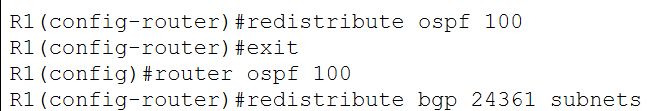 R1(config-router)#redistribute ospf 100
R1(config-router)#exit
R1(config)#router ospf 100
R1(config-router)#redistribute bgp 24361 subnets